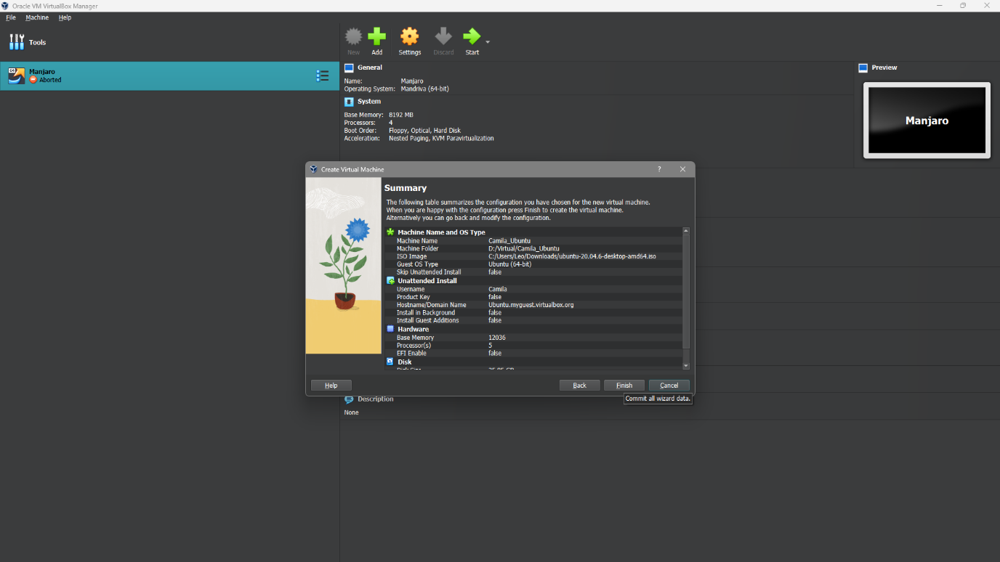 Oracle VM VirtualBox Manager
File Machine Help
Tools
New Add Settings Discard Start
64
Manjaro
Aborted
General
Name: Manjaro
Operating System: Mandriva (64-bit)
System
Base Memory: 8192 MB
Processors: 4
Boot Order: Floppy, Optical, Hard Disk
Acceleration: Nested Paging, KVM Paravirtualization
Preview
Manjaro
Create Virtual Machine ?
Summary
The following table summarizes the configuration you have chosen for the new virtual machine.
When you are happy with the configuration press Finish to create the virtual machine.
Alternatively you can go back and modify the configuration.
Machine Name and OS Type
Machine Name Camila_Ubuntu
Machine Folder D:/Virtual/Camila_Ubuntu
ISO Image C:/Users/Leo/Downloads/ubuntu-20.04.6-desktop-amd64.iso
Guest OS Type Ubuntu (64-bit)
Skip Unattended Install false
Unattended Install
Username Camila
Product Key false
Hostname/Domain Name Ubuntu.myguest.virtualbox.org
Install in Background false
Install Guest Additions false
Hardware
Base Memory 12036
Processor(s) 5
EFI Enable false
Disk
Help Back Finish Cancel
Commit all wizard data.
Description
None